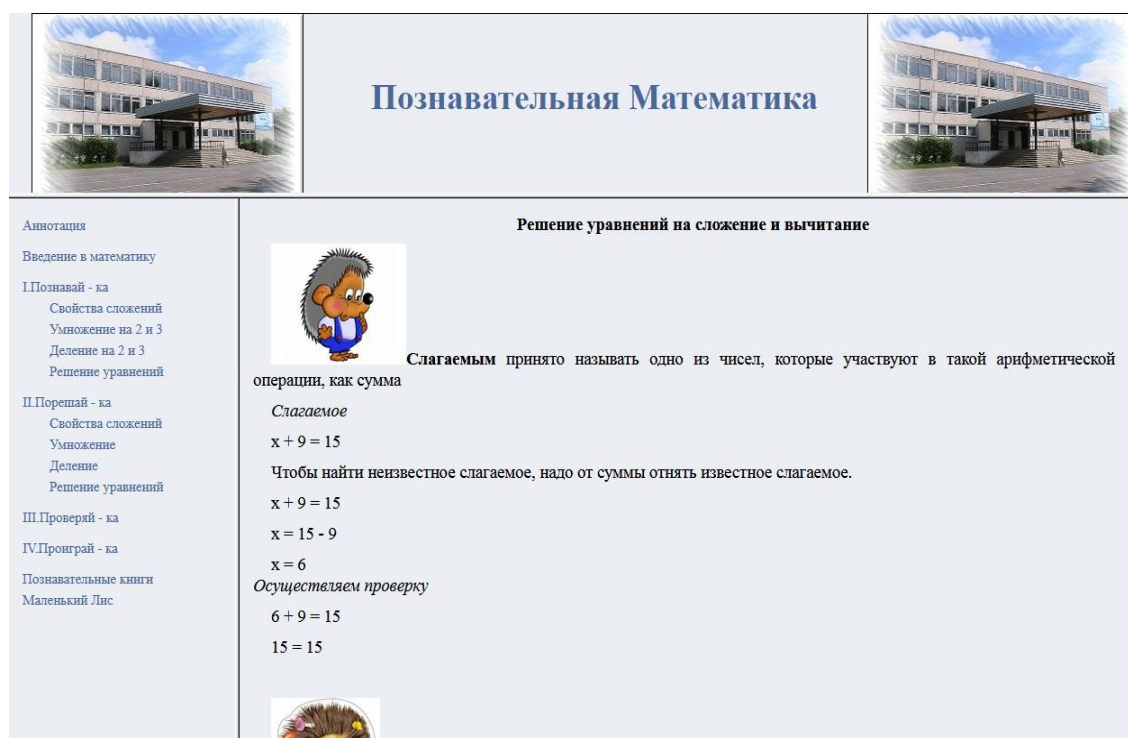 Познавательная Математика
Аннотация
Введение в математику
I.Познавай - ка
Свойства сложений
Умножение на 2 и 3
Деление на 2 и 3
Решение уравнений
II.Порешай - ка
Свойства сложений
Умножение
Деление
Решение уравнений
III.Проверяй - ка
IV.Проиграй - ка
Познавательные книги
Маленький Лис
Решение уравнений на сложение и вычитание
Слагаемым принято называть одно из чисел, которые участвуют в такой арифметической
операции, как сумма
Слагаемое
x + 9 = 15
Чтобы найти неизвестное слагаемое, надо от суммы отнять известное слагаемое.
x + 9 = 15
x = 15 - 9
x = 6
Осуществляем проверку
6 + 9 = 15
15 = 15